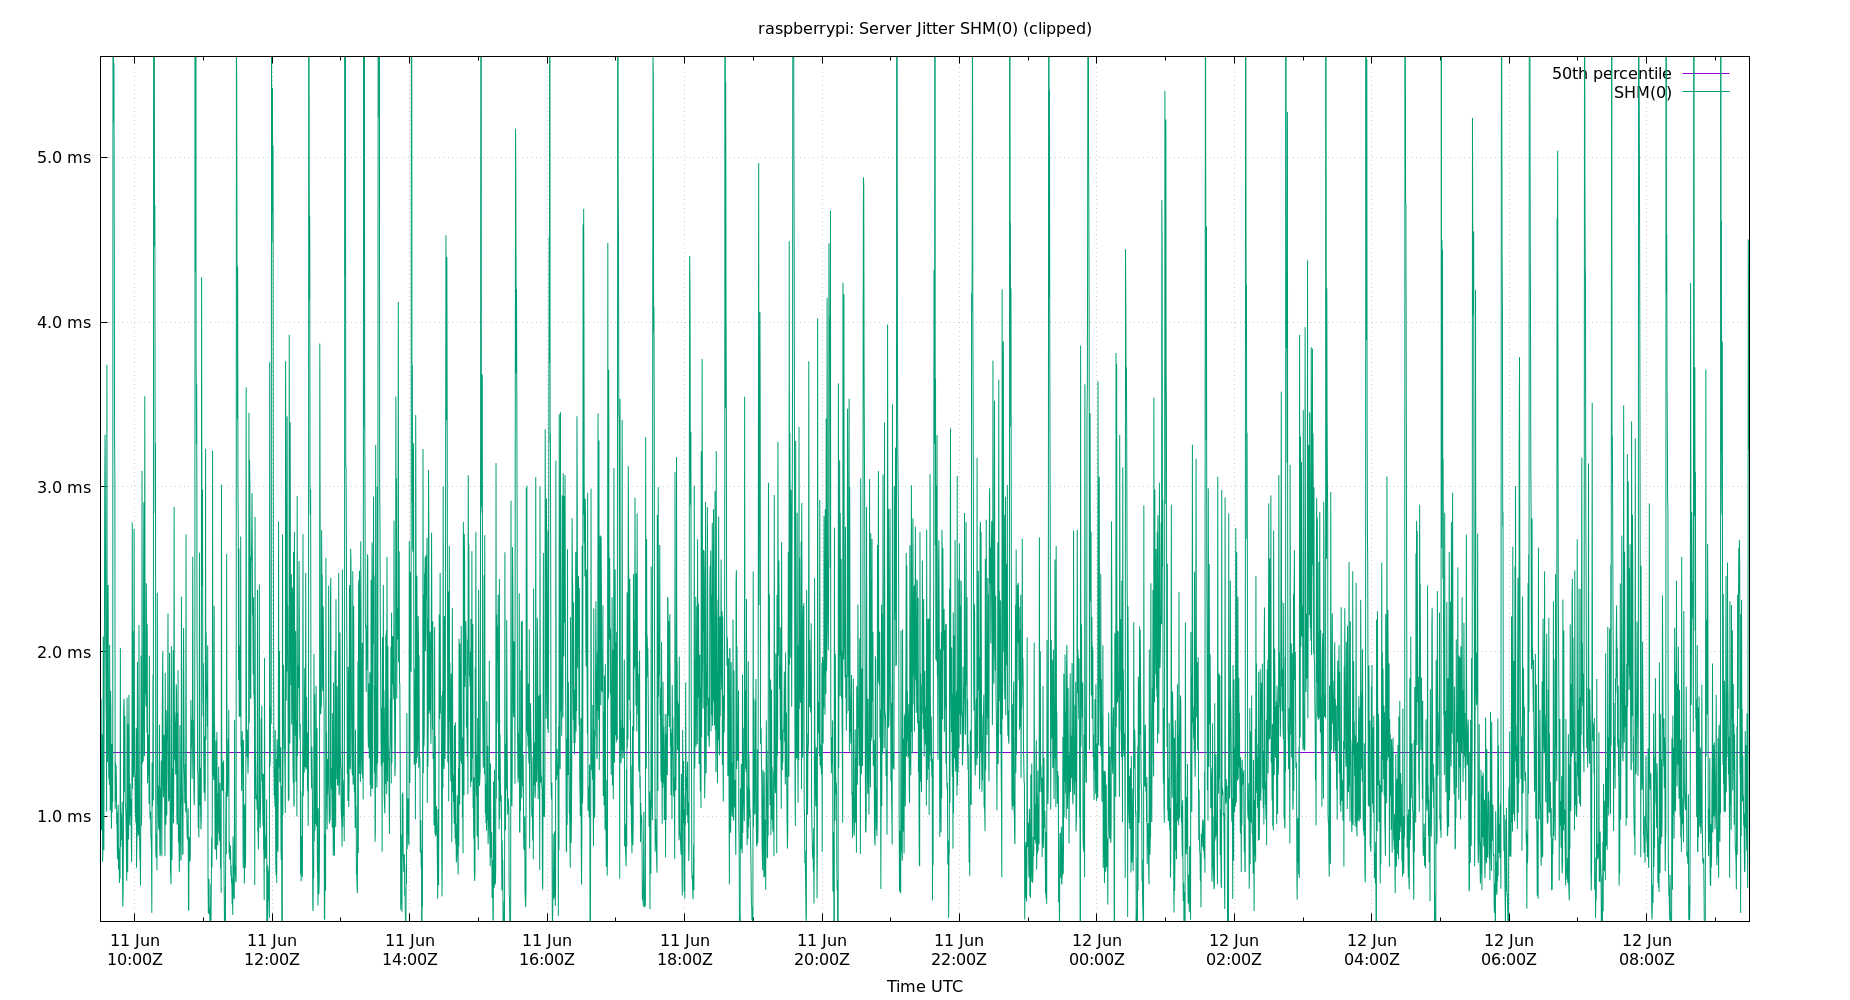 raspberrypi: Server Jitter SHM(0) (clipped)
50th percentile
SHM(0)
5.0 ms
4.0 ms
3.0 ms
2.0 ms
1.0 ms
11 Jun 11 Jun 11 Jun 11 Jun 11 Jun 11 Jun 11 Jun 12 Jun 12 Jun 12 Jun 12 Jun 12 Jun
10:00Z 12:00Z 14:00Z 16:00Z 18:00Z 20:00Z 22:00Z 00:00Z 02:00Z 04:00Z 06:00Z 08:00Z
Time UTC